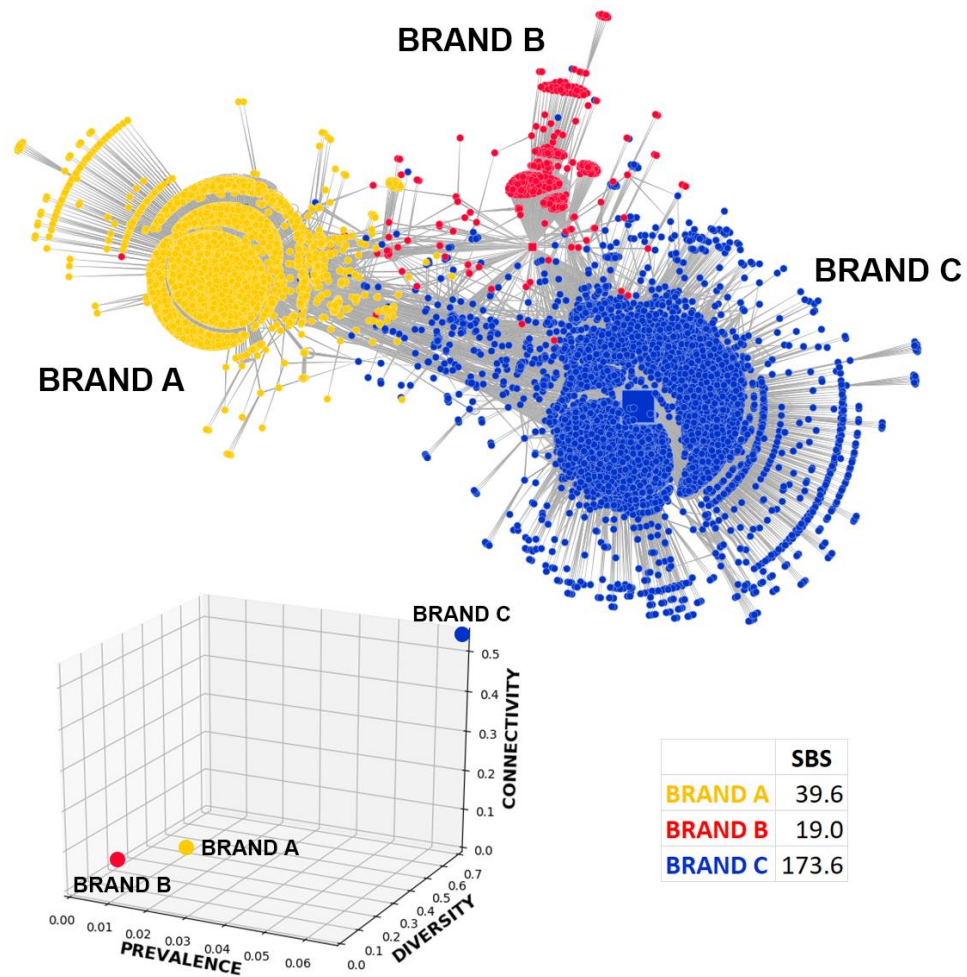 BRAND B
BRAND C
BRAND A
BRAND C
0.5
0.4
0.3
0.2
0.1
0.0
CONNECTIVITY
BRAND A
BRAND B
0.00
0.01
0.02
0.03
0.04
0.05
0.06
PREVALENCE
0.0
0.1
0.2
0.3
0.4
0.5
0.6
0.7
DIVERSITY
SBS
BRAND A 39.6
BRAND B 19.0
BRAND C 173.6